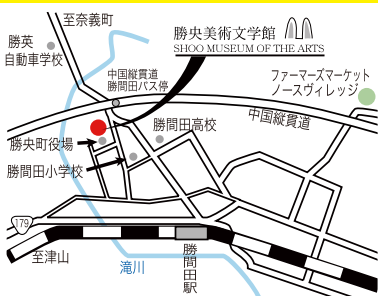 至奈義町
勝央美術文学館
SHOO MUSEUM OF THE ARTS
勝英
自動車学校
中国縦貫道
勝間田バス停
ファーマーズマーケット
ノースヴィレッジ
中国縦貫道
勝間田高校
勝央町役場
勝間田小学校
179
至津山
滝川
勝間田駅